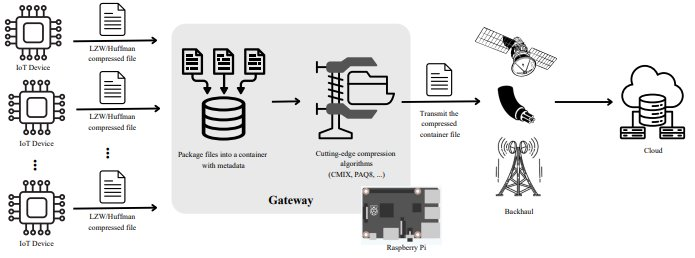 LZW/Huffman
compressed file
IoT Device
LZW/Huffman
compressed file
IoT Device
LZW/Huffman
compressed file
IoT Device
Package files into a container
with metadata
Cutting-edge compression
algorithms
(CMIX, PAQ8, ...)
Gateway
Raspberry Pi
Transmit the
compressed
container file
Backhaul
Cloud